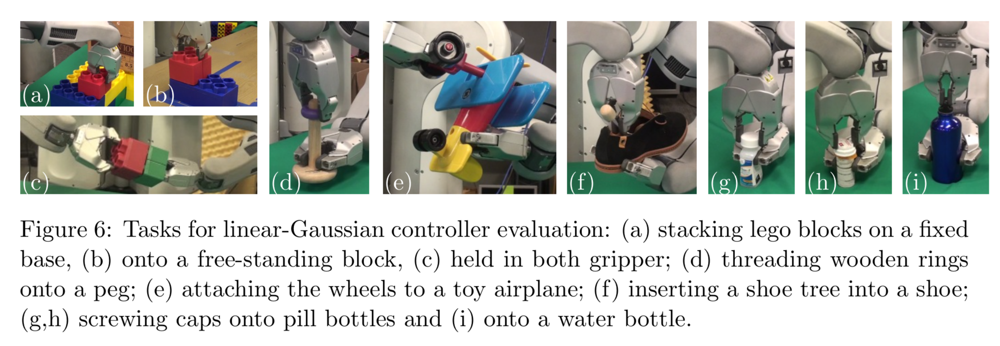 (a)
(b)
(c)
(d)
(e)
(f)
(g)
(h)
(i)
8.5
Figure 6: Tasks for linear-Gaussian controller evaluation: (a) stacking lego blocks on a fixed
base, (b) onto a free-standing block, (c) held in both gripper; (d) threading wooden rings
onto a peg; (e) attaching the wheels to a toy airplane; (f) inserting a shoe tree into a shoe;
(g,h) screwing caps onto pill bottles and (i) onto a water bottle.